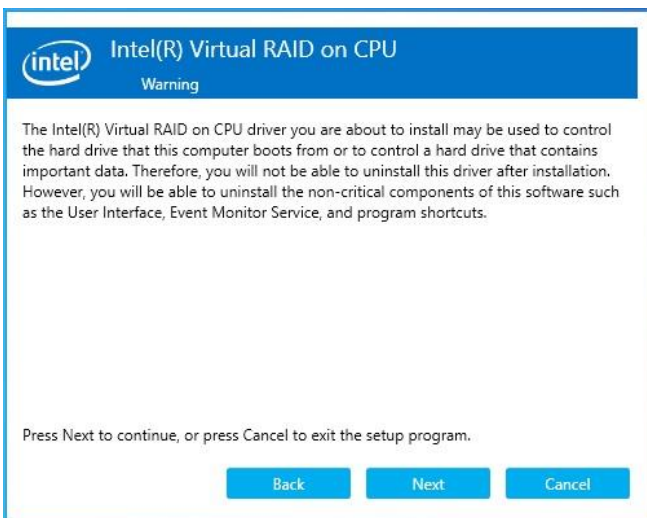 intel
Intel(R) Virtual RAID on CPU
Warning
The Intel(R) Virtual RAID on CPU driver you are about to install may be used to control
the hard drive that this computer boots from or to control a hard drive that contains
important data. Therefore, you will not be able to uninstall this driver after installation.
However, you will be able to uninstall the non-critical components of this software such
as the User Interface, Event Monitor Service, and program shortcuts.
Press Next to continue, or press Cancel to exit the setup program.
Back Next Cancel